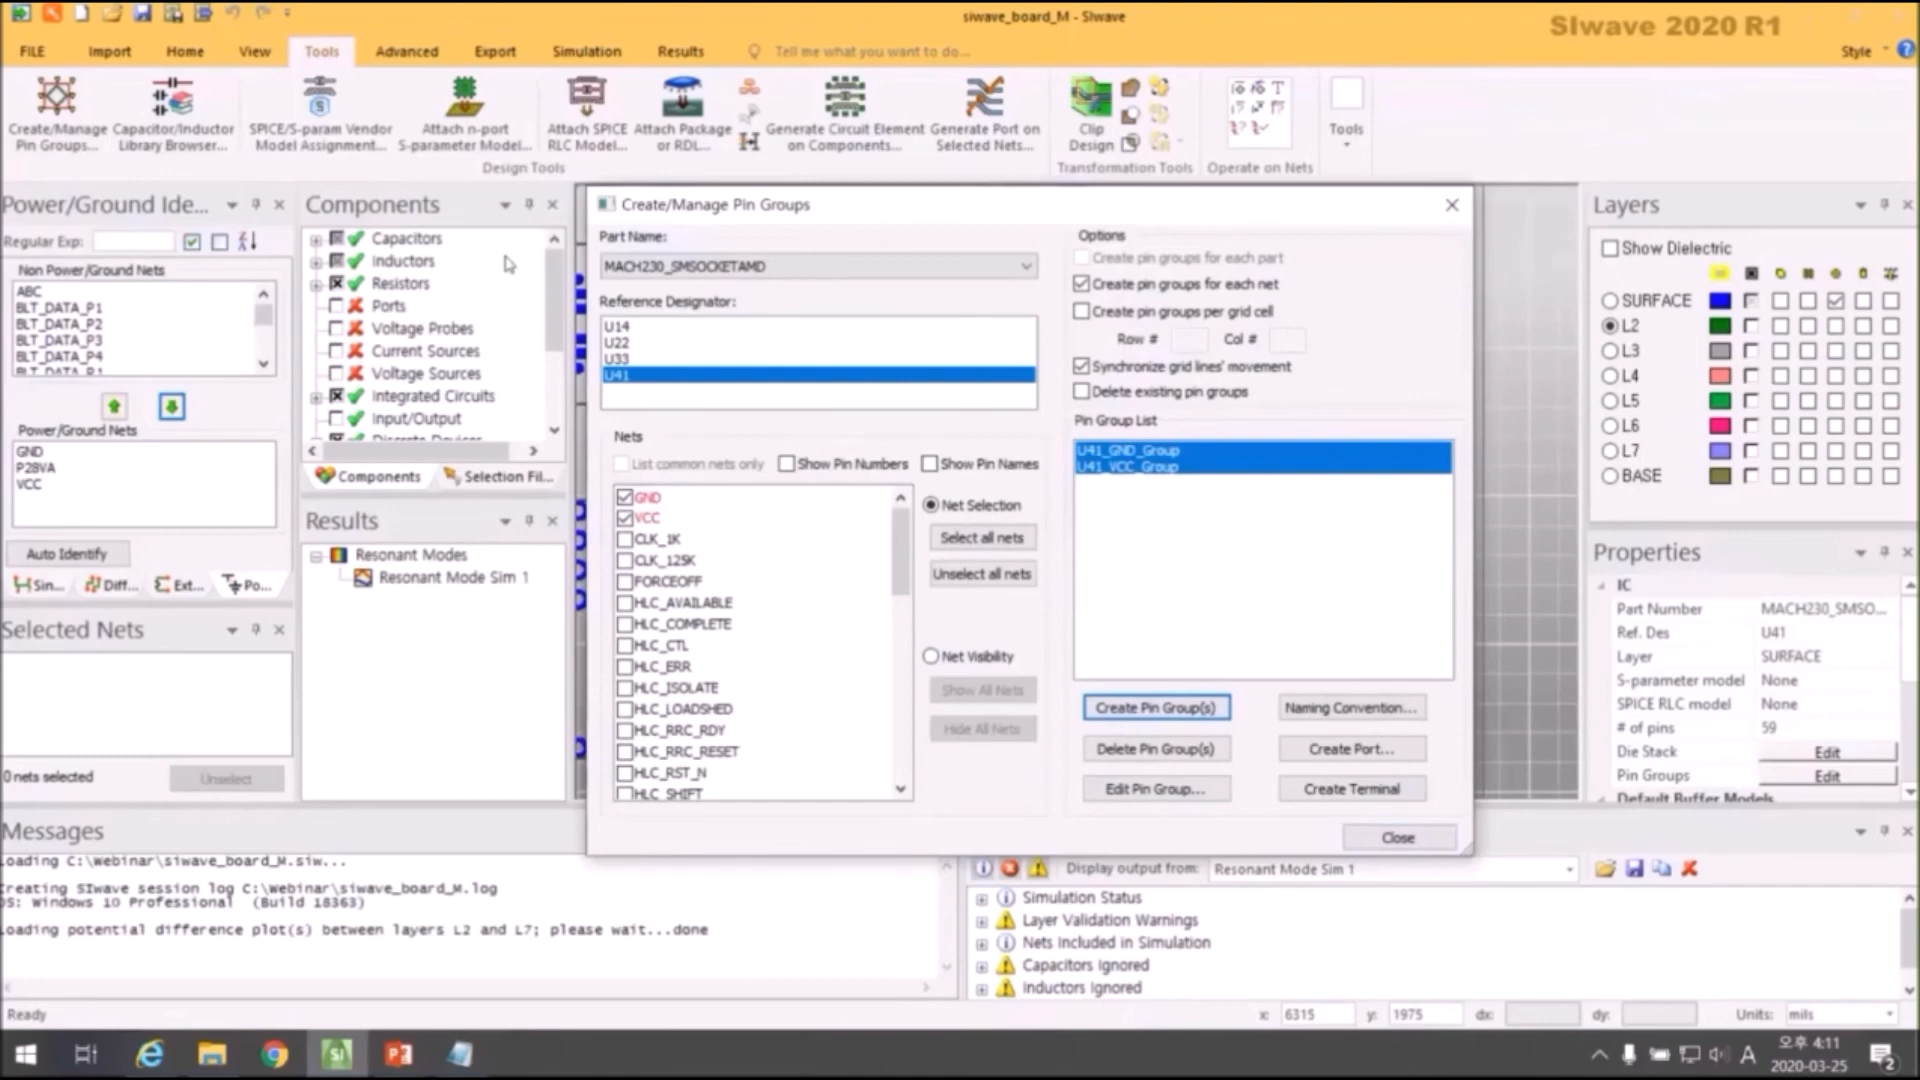 siwave_board_M - SIwave
SIwave 2020 R1
FILE
Import
Home
View
Tools
Advanced
Export
Simulation
Results
Tell me what you want to do...
Style
Create/Manage Pin Groups...
Capacitor/Inductor Library Browser...
SPICE/S-param Vendor Model Assignment...
Attach n-port S-parameter Model...
Attach SPICE RLC Model...
Attach Package or RDL...
Generate Circuit Element on Components...
Generate Port on Selected Nets...
Clip Design
Tools
Design Tools
Transformation Tools
Operate on Nets
Power/Ground Ide...
Regular Exp:
Non Power/Ground Nets
ABC
BLT_DATA_P1
BLT_DATA_P2
BLT_DATA_P3
BLT_DATA_P4
Power/Ground Nets
GND
P28VA
VCC
Auto Identify
Sin...
Diff...
Ext...
Po...
Selected Nets
0 nets selected
Unselect
Components
Capacitors
Inductors
Resistors
Ports
Voltage Probes
Current Sources
Voltage Sources
Integrated Circuits
Input/Output
Discrete Devices
Components
Selection Fil...
Results
Resonant Modes
Resonant Mode Sim 1
Create/Manage Pin Groups
Part Name:
MACH230_SMSOCKETAMD
Reference Designator:
U14
U22
U33
U41
Nets
List common nets only
Show Pin Numbers
Show Pin Names
GND
VCC
CLK_1K
CLK_125K
FORCEOFF
HLC_AVAILABLE
HLC_COMPLETE
HLC_CTL
HLC_ERR
HLC_ISOLATE
HLC_LOADSHED
HLC_RRC_RDY
HLC_RRC_RESET
HLC_RST_N
HLC_SHIFT
Net Selection
Select all nets
Unselect all nets
Net Visibility
Show All Nets
Hide All Nets
Options
Create pin groups for each part
Create pin groups for each net
Create pin groups per grid cell
Row #
Col #
Synchronize grid lines' movement
Delete existing pin groups
Pin Group List
U41_GND_Group
U41_VCC_Group
Create Pin Group(s)
Naming Convention...
Delete Pin Group(s)
Create Port...
Edit Pin Group...
Create Terminal
Close
Layers
Show Dielectric
SURFACE
L2
L3
L4
L5
L6
L7
BASE
Properties
IC
Part Number MACH230_SMSO...
Ref. Des U41
Layer SURFACE
S-parameter model None
SPICE RLC model None
# of pins 59
Die Stack Edit
Pin Groups Edit
Default Buffer Models
Messages
Loading C:\Webinar\siwave_board_M.siw...
Creating SIwave session log C:\Webinar\siwave_board_M.log
OS: Windows 10 Professional (Build 18363)
Loading potential difference plot(s) between layers L2 and L7; please wait...done
Display output from: Resonant Mode Sim 1
Simulation Status
Layer Validation Warnings
Nets Included in Simulation
Capacitors Ignored
Inductors Ignored
Ready
x: 6315 y: 1975 dx: dy: Units: mils
A
오후 4:11
2020-03-25
2